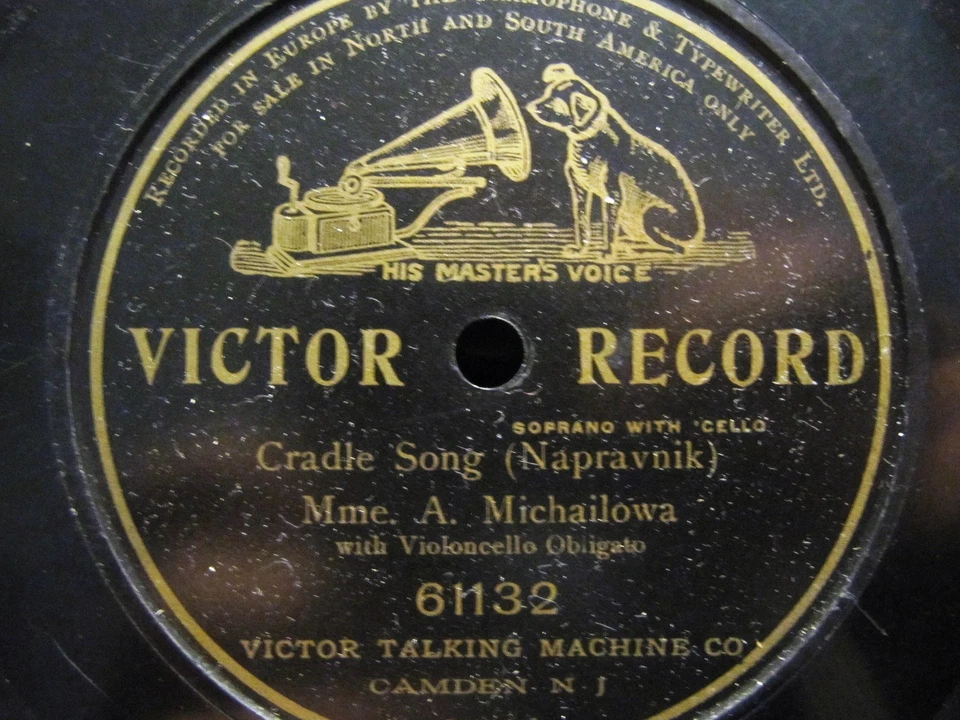 RECORDED IN EUROPE BY THE GRAMOPHONE & TYPEWRITER LTD.
FOR SALE IN NORTH AND SOUTH AMERICA ONLY
HIS MASTER'S VOICE
VICTOR RECORD
SOPRANO WITH 'CELLO
Cradle Song (Napravnik)
Mme. A. Michailowa
with Violoncello Obligato
61132
VICTOR TALKING MACHINE CO
CAMDEN N J